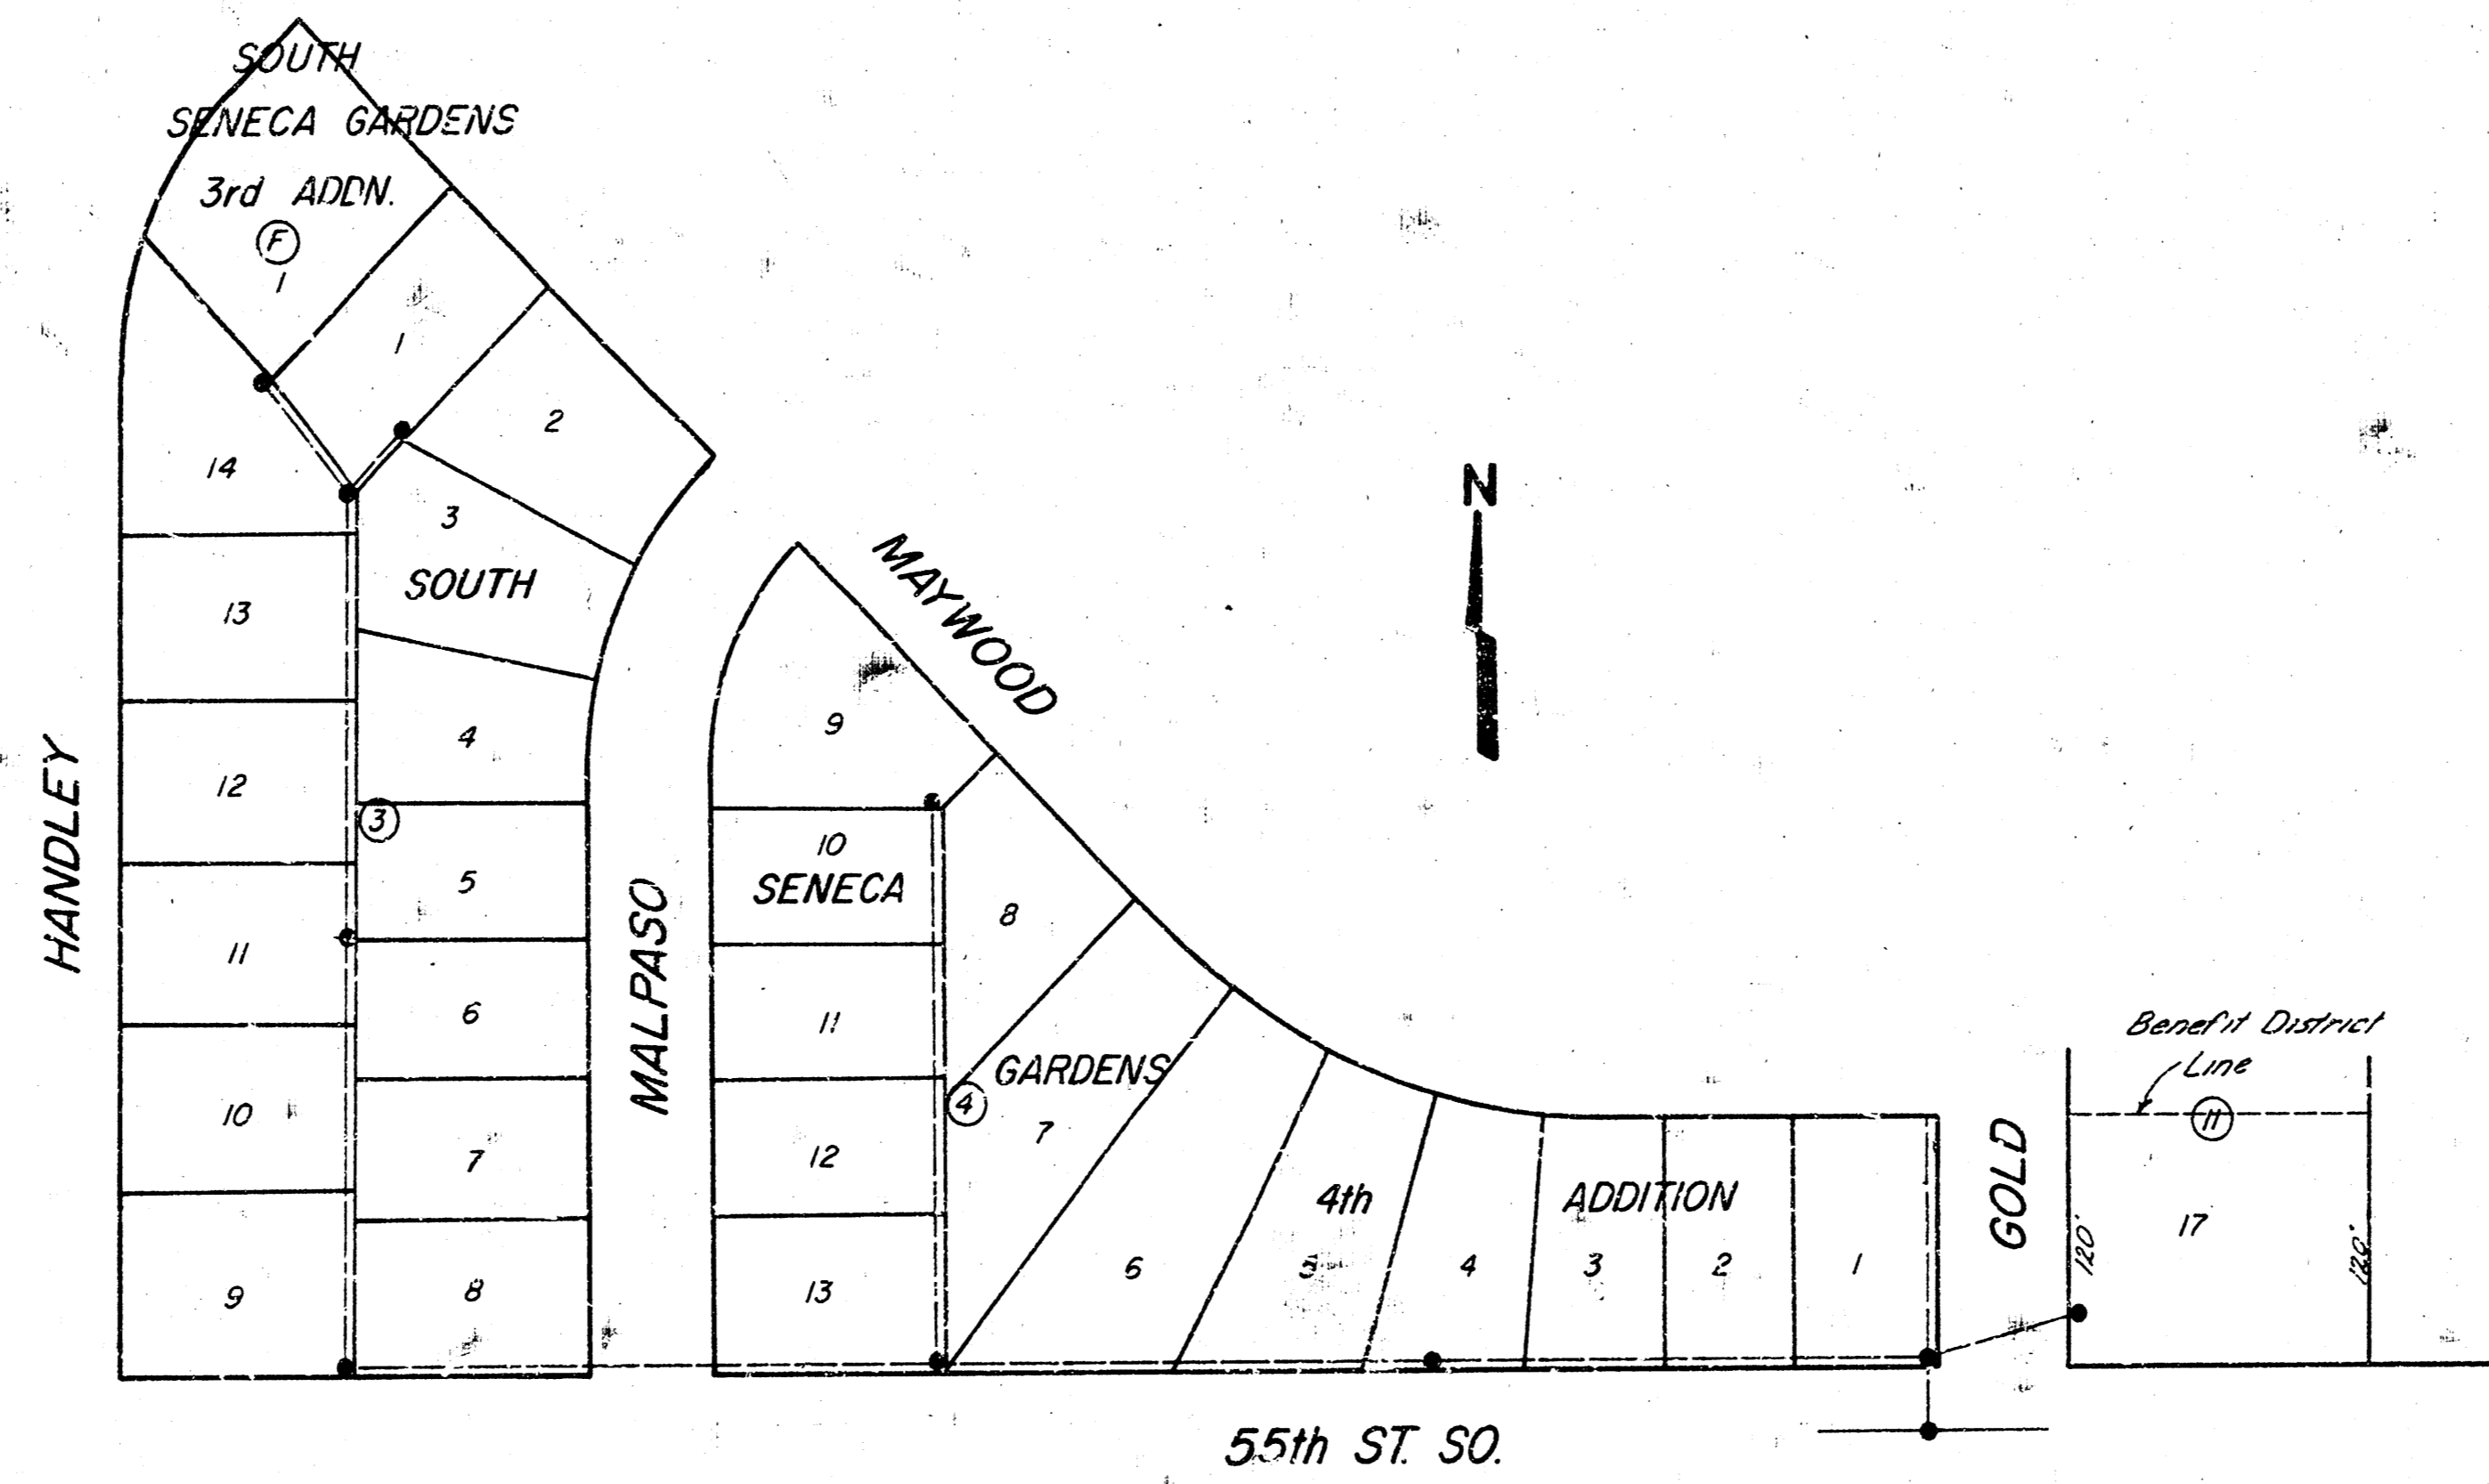 SOUTH
SENECA GARDENS
3rd ADDN.
F
1
1
2
14
3
SOUTH
13
4
12
3
5
11
6
10
7
9
8
HANDLEY
MALPASO
MAYWOOD
N
9
10
SENECA
8
11
GARDENS
4
7
12
13
6
4th
5
4
ADDITION
3
2
1
GOLD
Benefit District
Line
11
17
120'
120'
55th ST. SO.